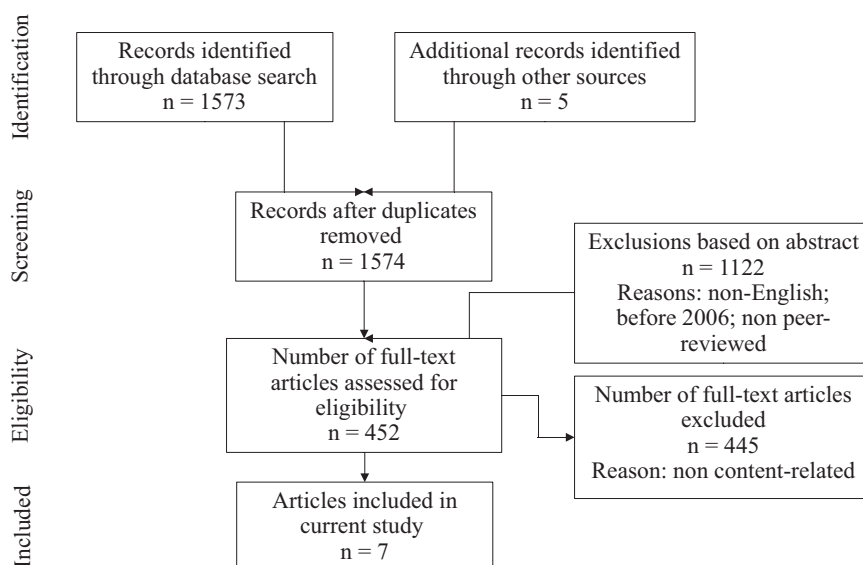 Identification
Records identified
through database search
n = 1573
Additional records identified
through other sources
n = 5
Screening
Records after duplicates
removed
n = 1574
Exclusions based on abstract
n = 1122
Reasons: non-English;
before 2006; non peer-
reviewed
Eligibility
Number of full-text
articles assessed for
eligibility
n = 452
Number of full-text articles
excluded
n = 445
Reason: non content-related
Included
Articles included in
current study
n = 7